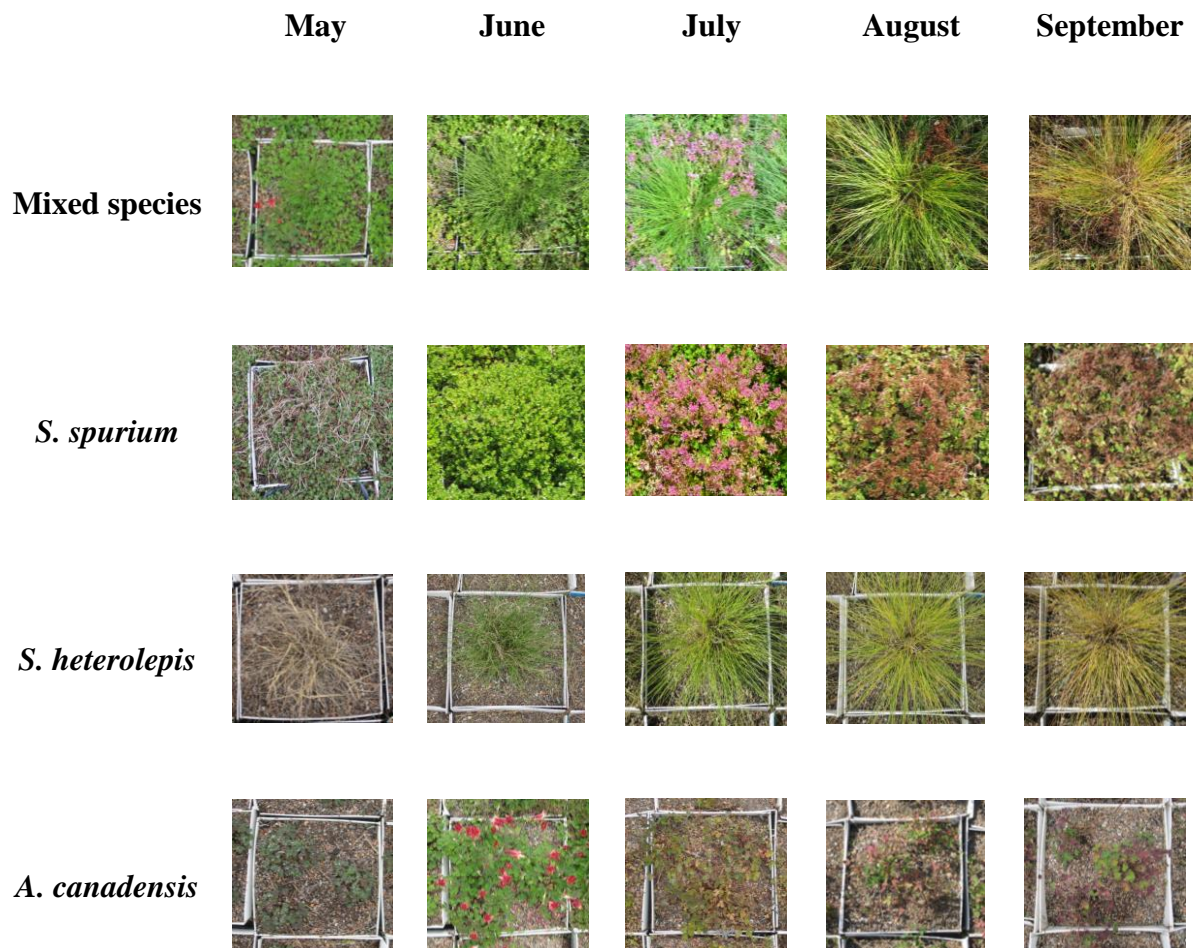 May June July August September
Mixed species
S. spurium
S. heterolepis
A. canadensis